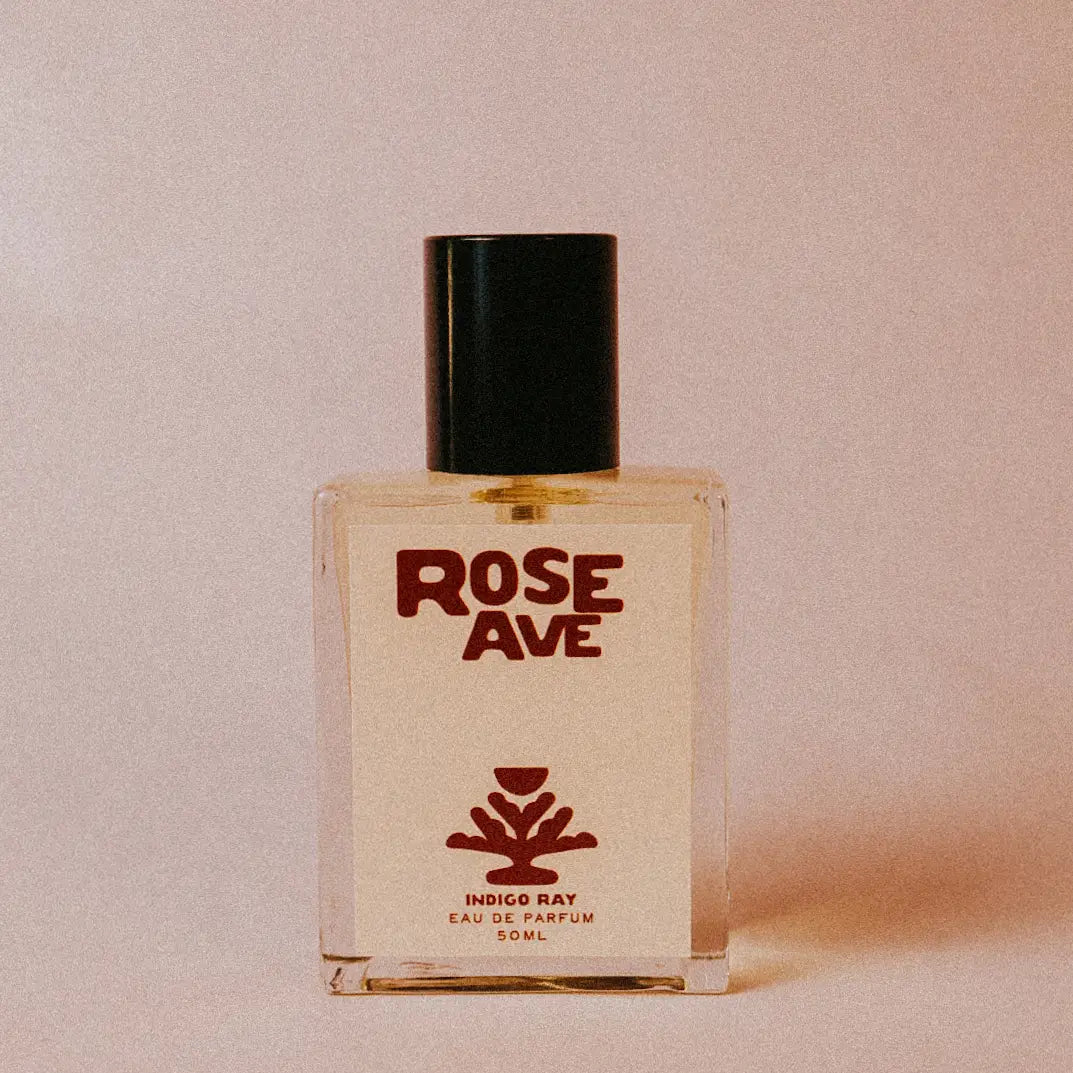 ROSE
AVE
INDIGO RAY
EAU DE PARFUM
50ML